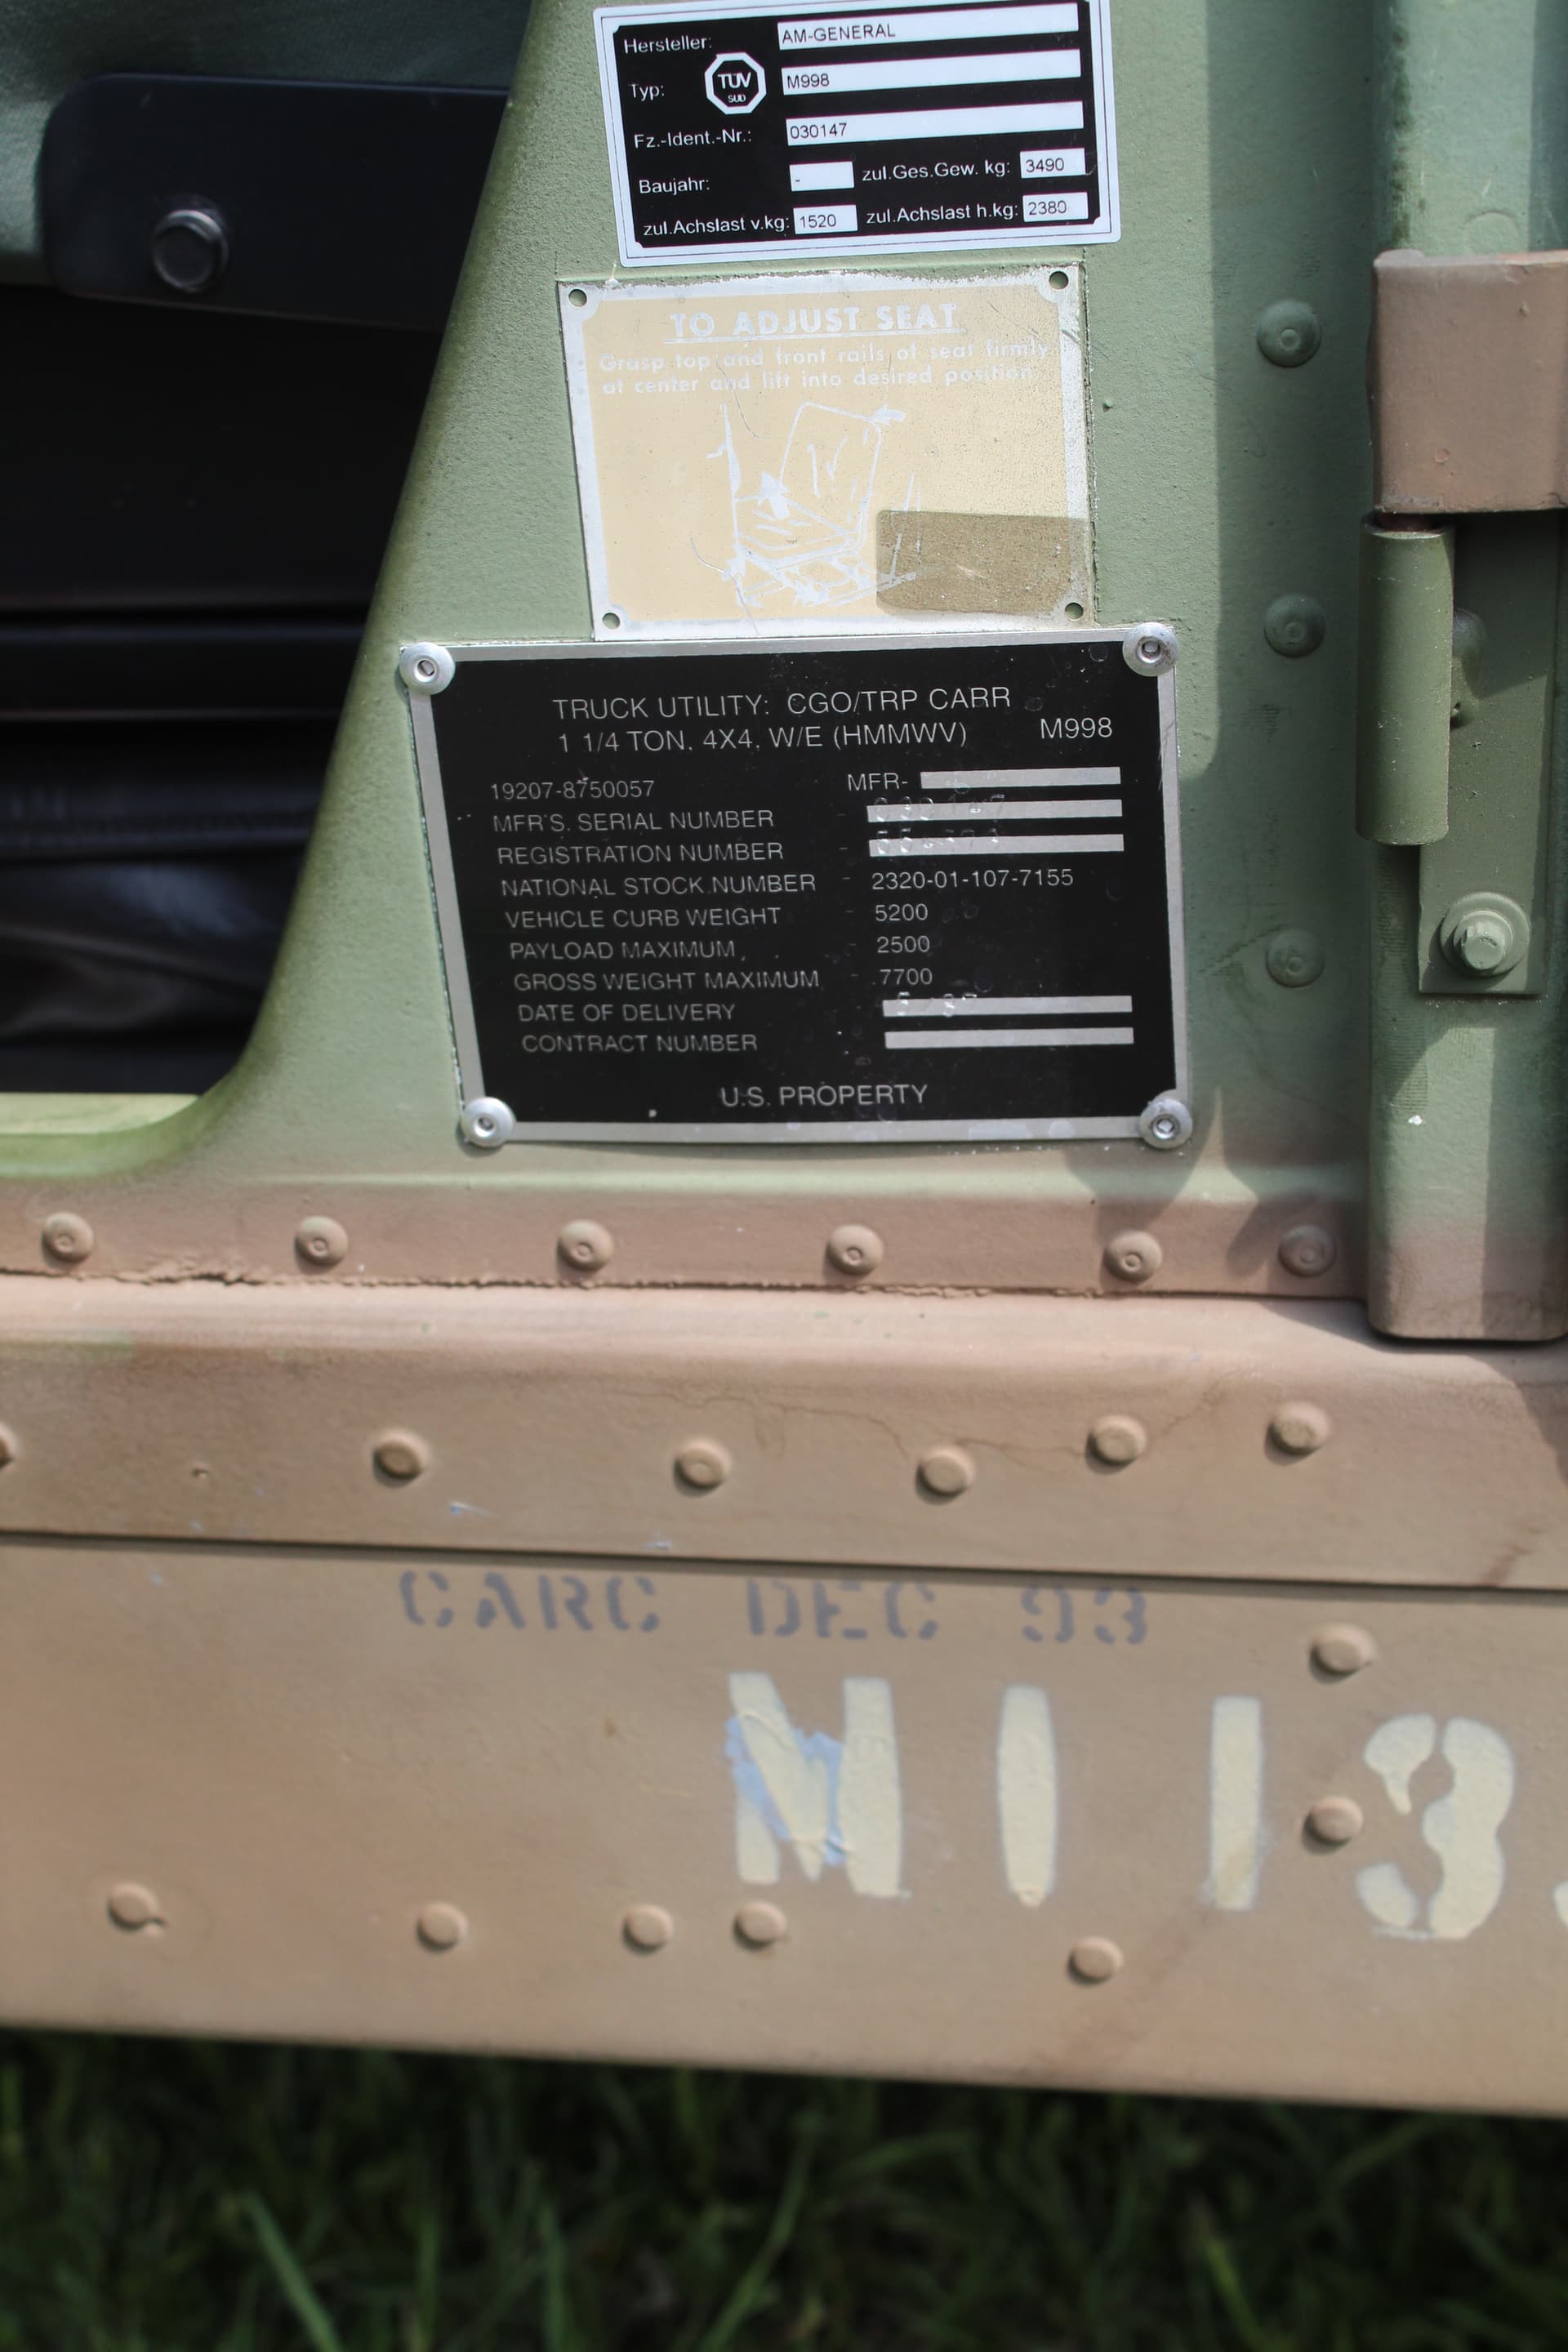 Hersteller: AM-GENERAL
Typ: TÜV SÜD M998
Fz.-Ident.-Nr.: 030147
Baujahr: - zul.Ges.Gew. kg: 3490
zul.Achslast v.kg: 1520 zul.Achslast h.kg: 2380
TO ADJUST SEAT
Grasp top and front rails of seat firmly
at center and lift into desired position
TRUCK UTILITY: CGO/TRP CARR
1 1/4 TON, 4X4, W/E (HMMWV) M998
19207-8750057 MFR-
MFR'S. SERIAL NUMBER - 030147
REGISTRATION NUMBER -
NATIONAL STOCK NUMBER - 2320-01-107-7155
VEHICLE CURB WEIGHT - 5200
PAYLOAD MAXIMUM - 2500
GROSS WEIGHT MAXIMUM - 7700
DATE OF DELIVERY
CONTRACT NUMBER
U.S. PROPERTY
CARC DEC 93
M113